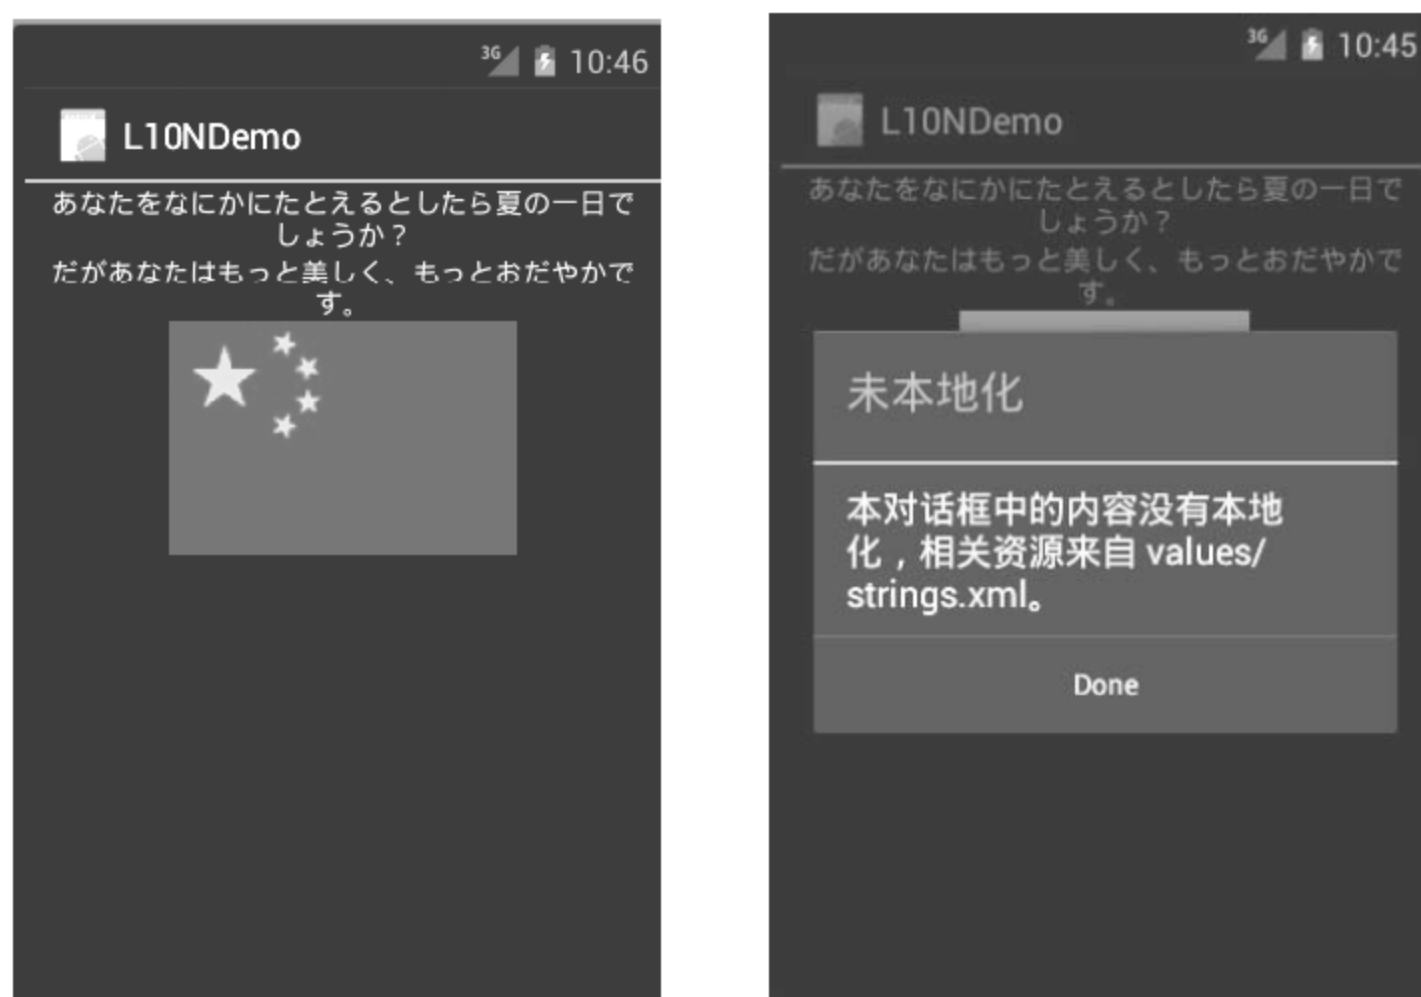 3G 10:46
L10NDemo
あなたをなにかにたとえるとしたら夏の一日で
しょうか？
だがあなたはもっと美しく、もっとおだやかで
す。
3G 10:45
L10NDemo
あなたをなにかにたとえるとしたら夏の一日で
しょうか？
だがあなたはもっと美しく、もっとおだやかで
す。
未本地化
本对话框中的内容没有本地
化，相关资源来自 values/
strings.xml。
Done